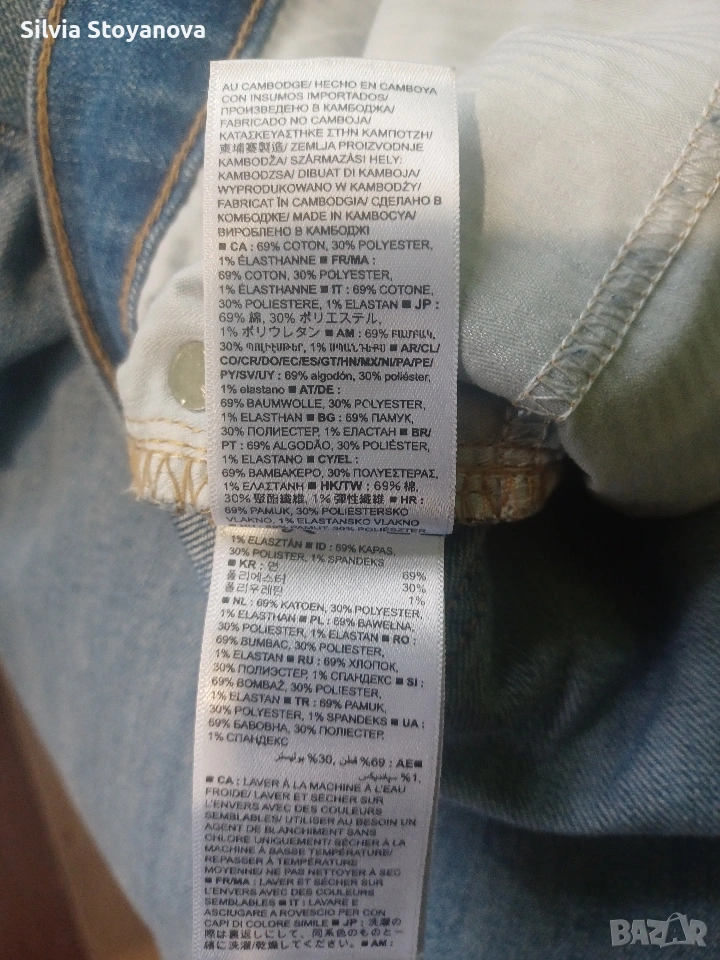 Silvia Stoyanova
AU CAMBODGE/ HECHO EN CAMBOYA
CON INSUMOS IMPORTADOS/
ПРОИЗВЕДЕНО В КАМБОДЖА/
FABRICADO NO CAMBOJA/
ΚΑΤΑΣΚΕΥΑΣΤΗΚΕ ΣΤΗΝ ΚΑΜΠΟΤΖΗ/
柬埔寨製造/ ZEMLJA PROIZVODNJE
KAMBODŽA/ SZÁRMAZÁSI HELY:
KAMBODZSA/ DIBUAT DI KAMBOJA/
WYPRODUKOWANO W KAMBODŻY/
FABRICAT ÎN CAMBODGIA/ СДЕЛАНО В
КОМБОДЖЕ/ MADE IN KAMBOCYA/
ВИРОБЛЕНО В КАМБОДЖІ
■ CA : 69% COTON, 30% POLYESTER,
1% ÉLASTHANNE ■ FR/MA :
69% COTON, 30% POLYESTER,
1% ÉLASTHANNE ■ IT : 69% COTONE,
30% POLIESTERE, 1% ELASTAN ■ JP :
69% 綿, 30% ポリエステル,
1% ポリウレタン ■ AM : 69% ԲԱՄԲԱԿ,
30% 1% ■ AR/CL/
CO/CR/DO/EC/ES/GT/HN/MX/NI/PA/PE/
PY/SV/UY : 69% algodón, 30% poliéster,
1% elastano ■ AT/DE :
69% BAUMWOLLE, 30% POLYESTER,
1% ELASTHAN ■ BG : 69% ПАМУК,
30% ПОЛИЕСТЕР, 1% ЕЛАСТАН ■ BR/
PT : 69% ALGODÃO, 30% POLIÉSTER,
1% ELASTANO ■ CY/EL :
69% ΒΑΜΒΑΚΕΡΟ, 30% ΠΟΛΥΕΣΤΕΡΑΣ,
1% ΕΛΑΣΤΑΝΗ ■ HK/TW : 69% 棉,
30% 聚酯纖維, 1% 彈性纖維 ■ HR :
69% PAMUK, 30% POLIESTERSKO
VLAKNO, 1% ELASTANSKO VLAKNO
69% PAMUT, 30% POLIÉSZTER,
1% ELASZTÁN ■ ID : 69% KAPAS,
30% POLISTER, 1% SPANDEKS
■ KR : 면 69%
폴리에스터 30%
폴리우레탄 1%
■ NL : 69% KATOEN, 30% POLYESTER,
1% ELASTHAN ■ PL : 69% BAWEŁNA,
30% POLIESTER, 1% ELASTAN ■ RO :
69% BUMBAC, 30% POLIESTER,
1% ELASTAN ■ RU : 69% ХЛОПОК,
30% ПОЛИЭСТЕР, 1% СПАНДЕКС ■ SI :
69% BOMBAŽ, 30% POLIESTER,
1% ELASTAN ■ TR : 69% PAMUK,
30% POLYESTER, 1% SPANDEKS ■ UA :
69% БАВОВНА, 30% ПОЛІЕСТЕР,
1% СПАНДЕКС
■ AE : 69% قطن, 30% بوليستر,
1% سباندكس
■ CA : LAVER À LA MACHINE À L'EAU
FROIDE/ LAVER ET SÉCHER SUR
L'ENVERS AVEC DES COULEURS
SEMBLABLES/ UTILISER AU BESOIN UN
AGENT DE BLANCHIMENT SANS
CHLORE UNIQUEMENT/ SÉCHER À LA
MACHINE À BASSE TEMPÉRATURE/
REPASSER À TEMPÉRATURE
MOYENNE/ NE PAS NETTOYER À SEC
■ FR/MA : LAVER ET SÉCHER SUR
L'ENVERS AVEC DES COULEURS
SEMBLABLES ■ IT : LAVARE E
ASCIUGARE A ROVESCIO PER CON
CAPI DI COLORE SIMILE ■ JP : 洗濯の
際は裏返しにして、同系色のものと一
緒に洗濯/乾燥してください。 ■ AM :
BAZAR